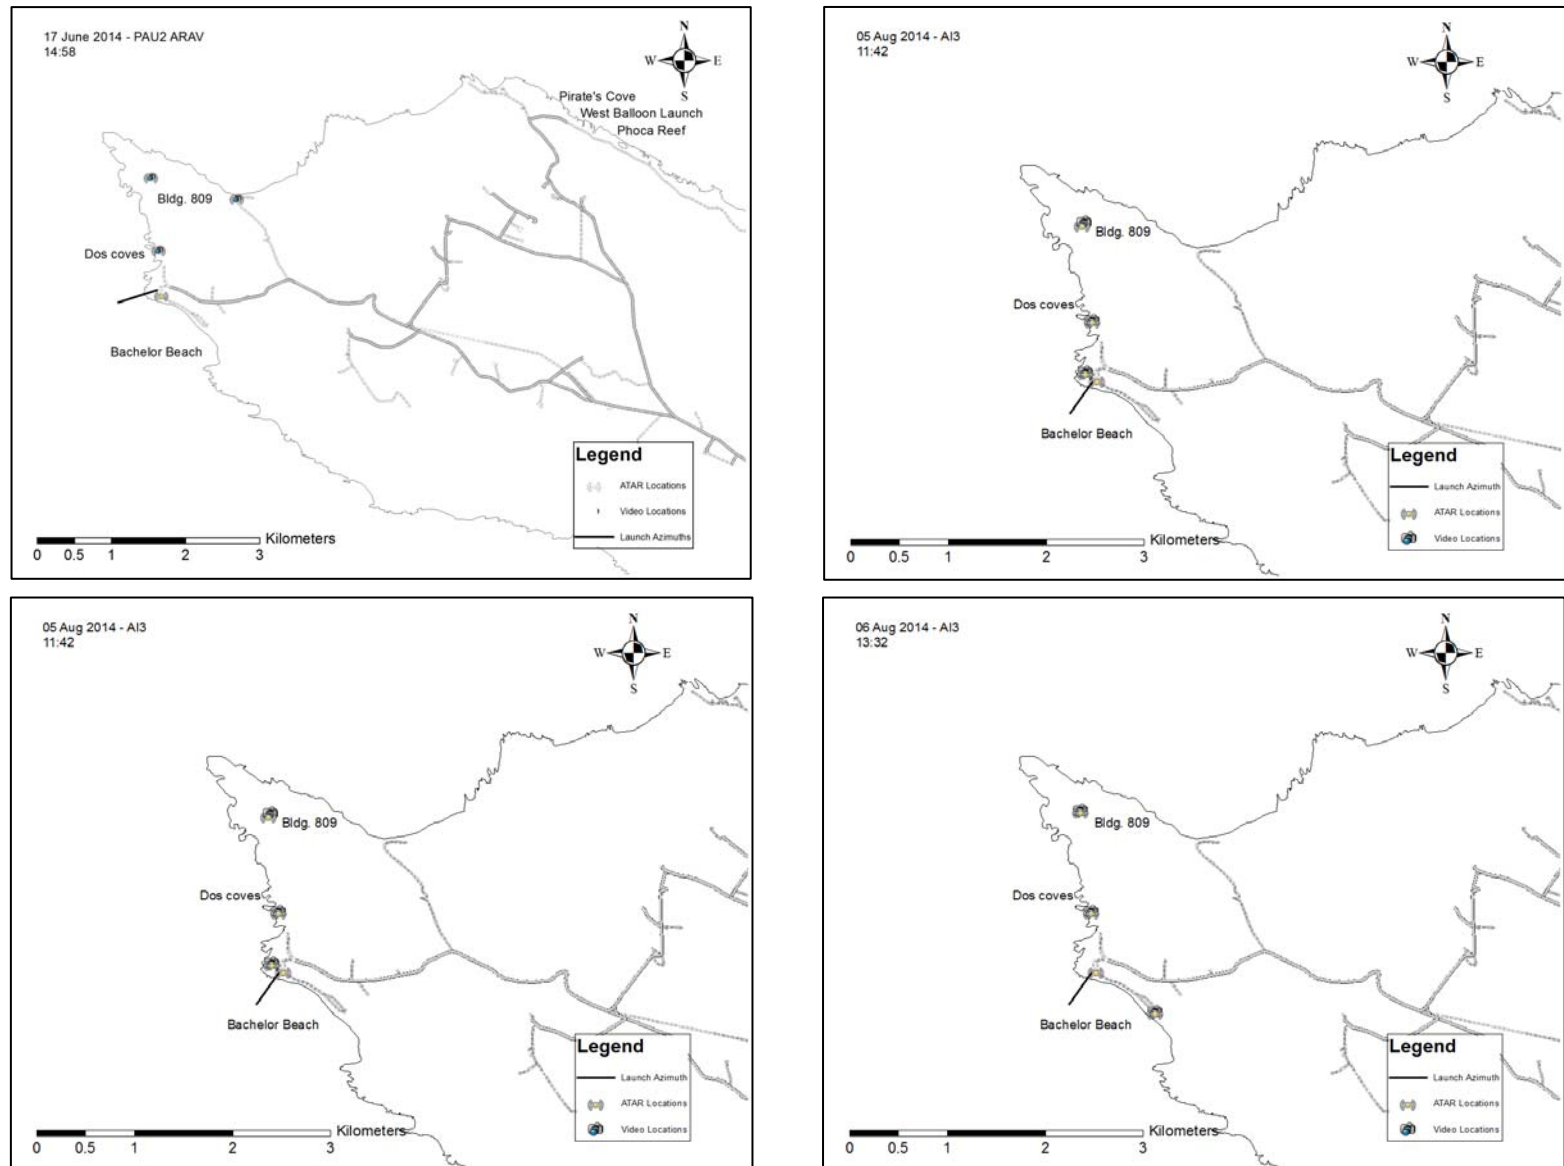 17 June 2014 - PAU2 ARAV
14:58
N
W E
S
Pirate's Cove
West Balloon Launch
Phoca Reef
Bldg. 809
Dos coves
Bachelor Beach
Legend
ATAR Locations
Video Locations
Launch Azimuths
Kilometers
0 0.5 1 2 3
05 Aug 2014 - AI3
11:42
N
W E
S
Bldg. 809
Dos coves
Bachelor Beach
Legend
Launch Azimuth
ATAR Locations
Video Locations
Kilometers
0 0.5 1 2 3
05 Aug 2014 - AI3
11:42
N
W E
S
Bldg. 809
Dos coves
Bachelor Beach
Legend
Launch Azimuth
ATAR Locations
Video Locations
Kilometers
0 0.5 1 2 3
06 Aug 2014 - AI3
13:32
N
W E
S
Bldg. 809
Dos coves
Bachelor Beach
Legend
Launch Azimuth
ATAR Locations
Video Locations
Kilometers
0 0.5 1 2 3